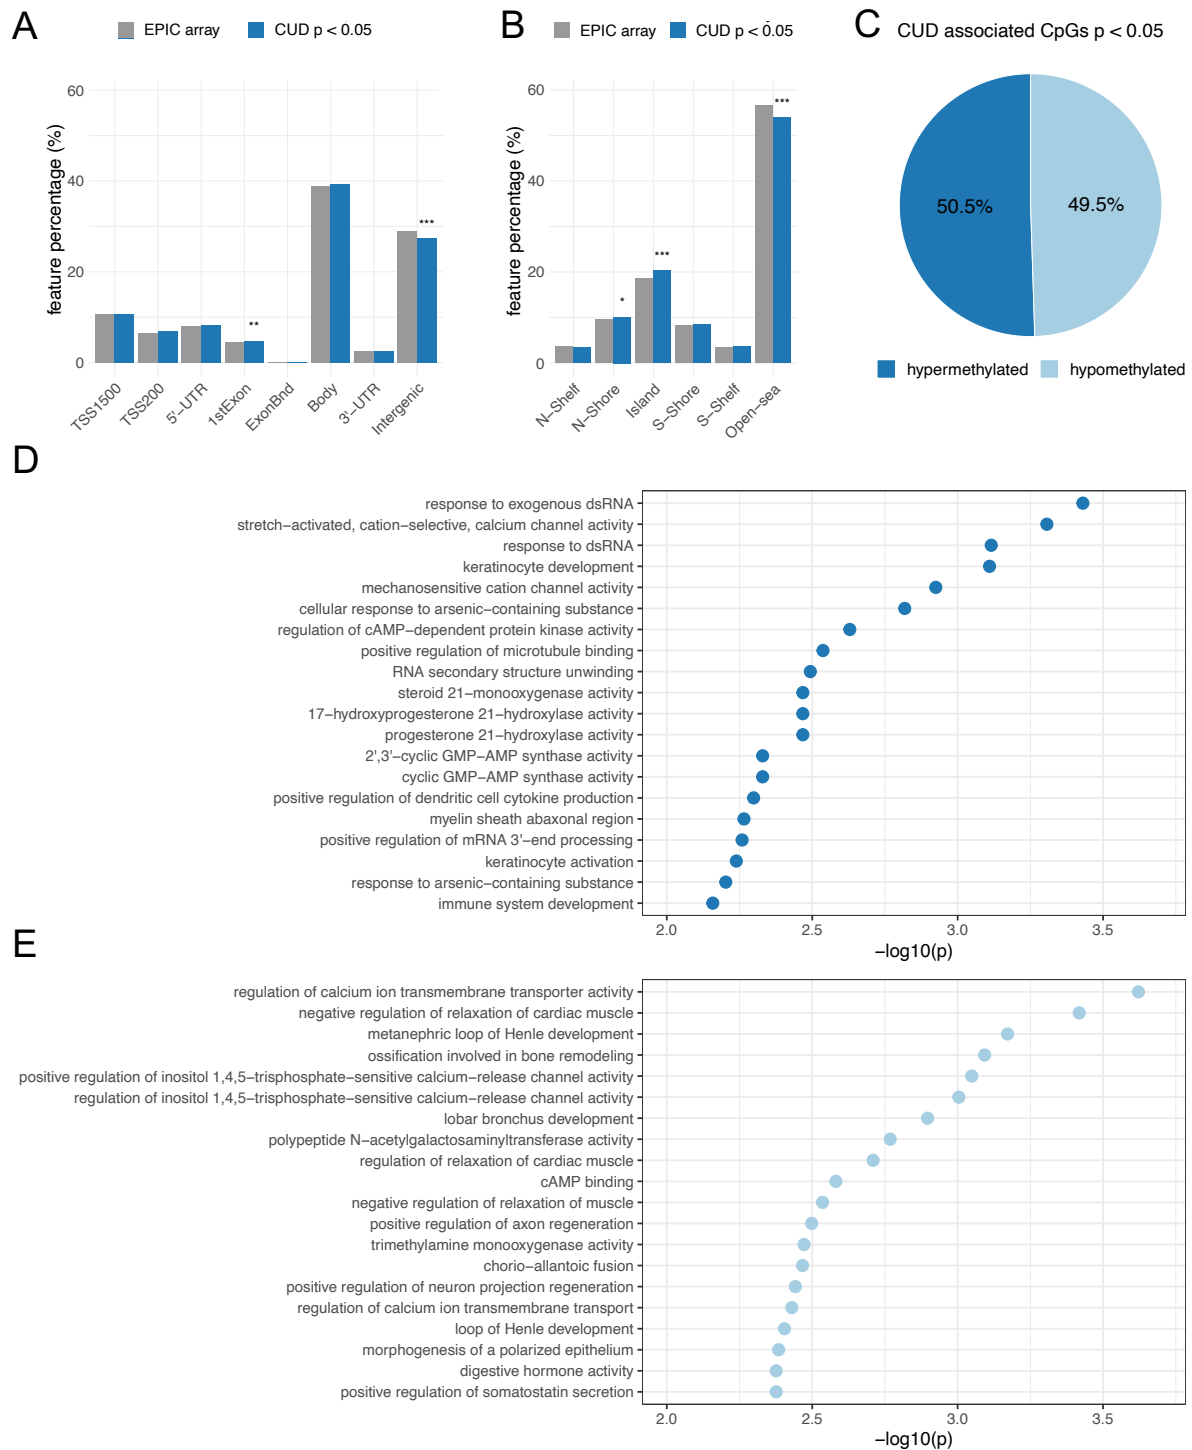 A
EPIC array
CUD p < 0.05
feature percentage (%)
60
40
20
0
**
***
TSS1500
TSS200
5'−UTR
1stExon
ExonBnd
Body
3'−UTR
Intergenic
B
EPIC array
CUD p < 0.05
feature percentage (%)
60
40
20
0
*
***
***
N−Shelf
N−Shore
Island
S−Shore
S−Shelf
Open−sea
C
CUD associated CpGs p < 0.05
50.5%
49.5%
hypermethylated
hypomethylated
D
response to exogenous dsRNA
stretch−activated, cation−selective, calcium channel activity
response to dsRNA
keratinocyte development
mechanosensitive cation channel activity
cellular response to arsenic−containing substance
regulation of cAMP−dependent protein kinase activity
positive regulation of microtubule binding
RNA secondary structure unwinding
steroid 21−monooxygenase activity
17−hydroxyprogesterone 21−hydroxylase activity
progesterone 21−hydroxylase activity
2',3'−cyclic GMP−AMP synthase activity
cyclic GMP−AMP synthase activity
positive regulation of dendritic cell cytokine production
myelin sheath abaxonal region
positive regulation of mRNA 3'−end processing
keratinocyte activation
response to arsenic−containing substance
immune system development
2.0
2.5
3.0
3.5
−log10(p)
E
regulation of calcium ion transmembrane transporter activity
negative regulation of relaxation of cardiac muscle
metanephric loop of Henle development
ossification involved in bone remodeling
positive regulation of inositol 1,4,5−trisphosphate−sensitive calcium−release channel activity
regulation of inositol 1,4,5−trisphosphate−sensitive calcium−release channel activity
lobar bronchus development
polypeptide N−acetylgalactosaminyltransferase activity
regulation of relaxation of cardiac muscle
cAMP binding
negative regulation of relaxation of muscle
positive regulation of axon regeneration
trimethylamine monooxygenase activity
chorio−allantoic fusion
positive regulation of neuron projection regeneration
regulation of calcium ion transmembrane transport
loop of Henle development
morphogenesis of a polarized epithelium
digestive hormone activity
positive regulation of somatostatin secretion
2.0
2.5
3.0
3.5
−log10(p)